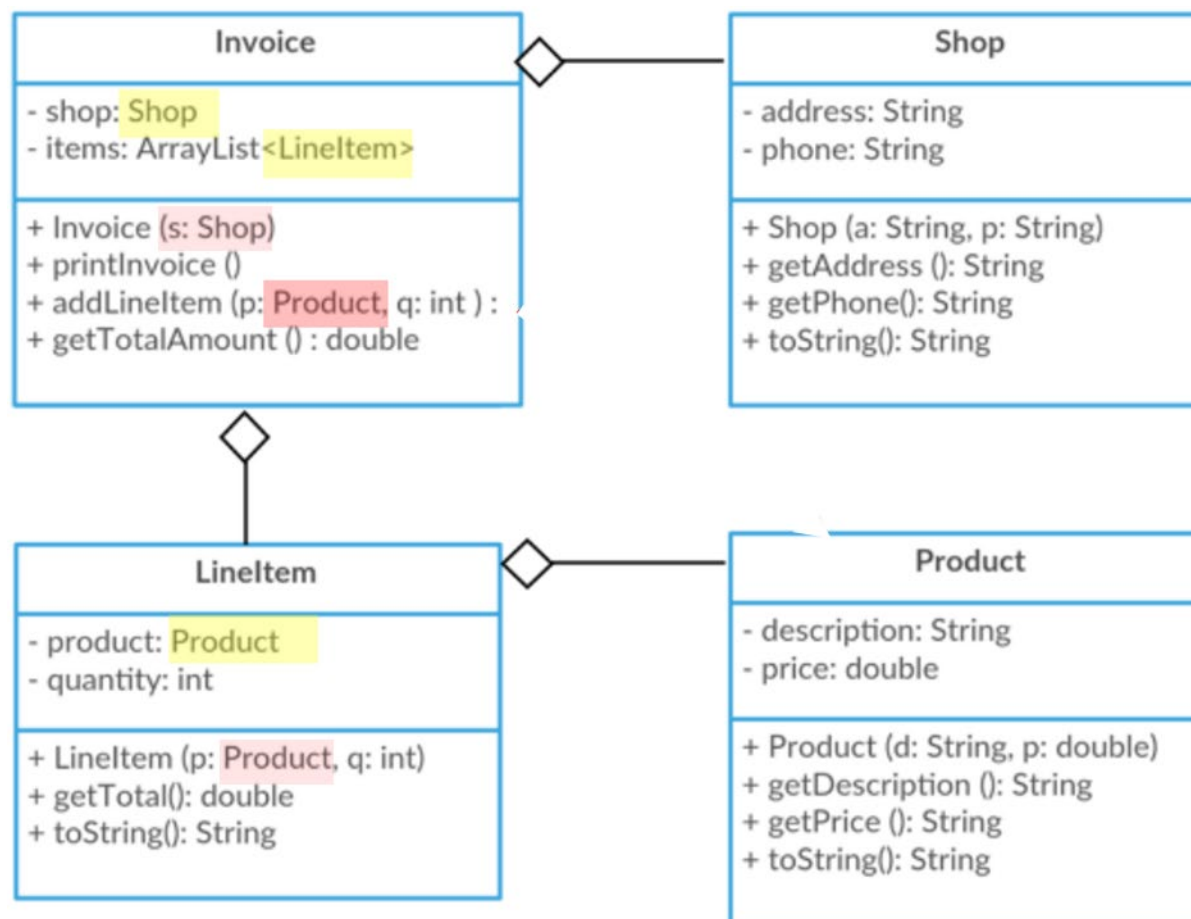 Invoice
- shop: Shop
- items: ArrayList<LineItem>
+ Invoice (s: Shop)
+ printInvoice ()
+ addLineItem (p: Product, q: int ) :
+ getTotalAmount () : double
Shop
- address: String
- phone: String
+ Shop (a: String, p: String)
+ getAddress (): String
+ getPhone(): String
+ toString(): String
LineItem
- product: Product
- quantity: int
+ LineItem (p: Product, q: int)
+ getTotal(): double
+ toString(): String
Product
- description: String
- price: double
+ Product (d: String, p: double)
+ getDescription (): String
+ getPrice (): String
+ toString(): String